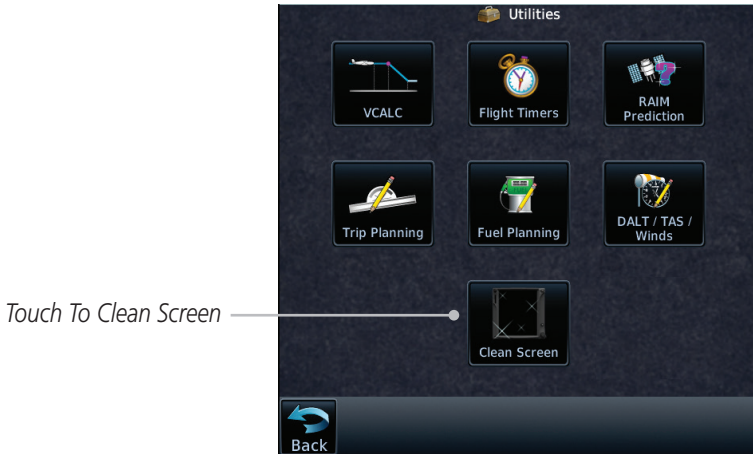 Utilities
VCALC
Flight Timers
RAIM
Prediction
Trip Planning
Fuel Planning
DALT / TAS /
Winds
Touch To Clean Screen
Clean Screen
Back